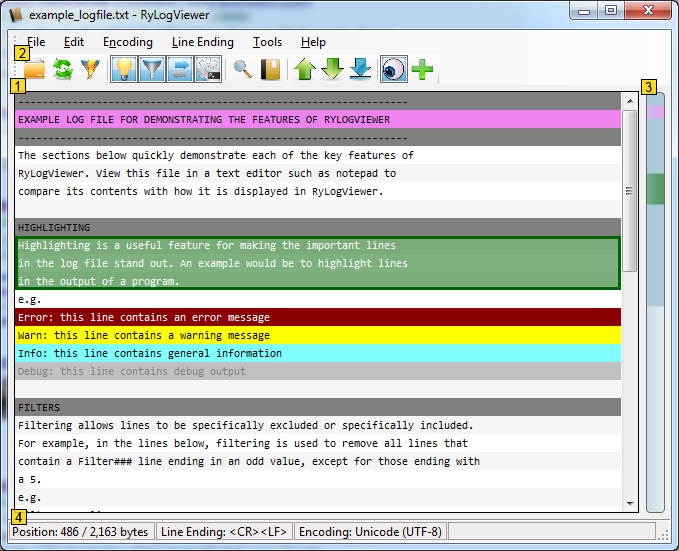 example_logfile.txt - RyLogViewer
File Edit Encoding Line Ending Tools Help
2
1
3
EXAMPLE LOG FILE FOR DEMONSTRATING THE FEATURES OF RYLOGVIEWER
The sections below quickly demonstrate each of the key features of
RyLogViewer. View this file in a text editor such as notepad to
compare its contents with how it is displayed in RyLogViewer.
HIGHLIGHTING
Highlighting is a useful feature for making the important lines
in the log file stand out. An example would be to highlight lines
in the output of a program.
e.g.
Error: this line contains an error message
Warn: this line contains a warning message
Info: this line contains general information
Debug: this line contains debug output
FILTERS
Filtering allows lines to be specifically excluded or specifically included.
For example, in the lines below, filtering is used to remove all lines that
contain a Filter### line ending in an odd value, except for those ending with
a 5.
e.g.
4
Position: 486 / 2,163 bytes Line Ending: <CR><LF> Encoding: Unicode (UTF-8)